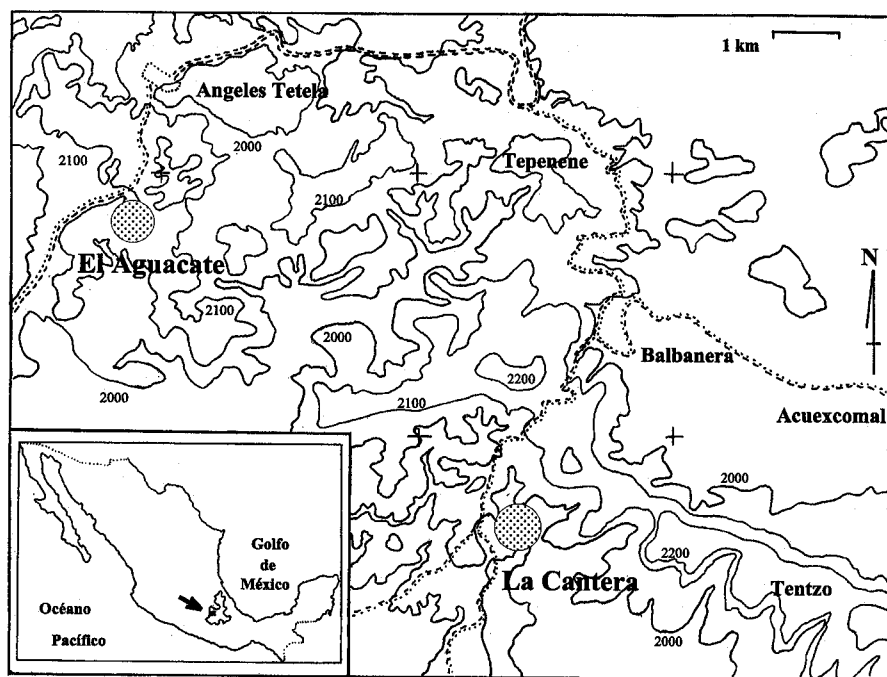 1 km
Angeles Tetela
2100
2000
Tepenene
2100
El Aguacate
N
2100
2000
Balbanera
2200
2000
2100
Acuexcomal
2000
Golfo
de
México
La Cantera
2200
Tentzo
Océano
Pacífico
2000